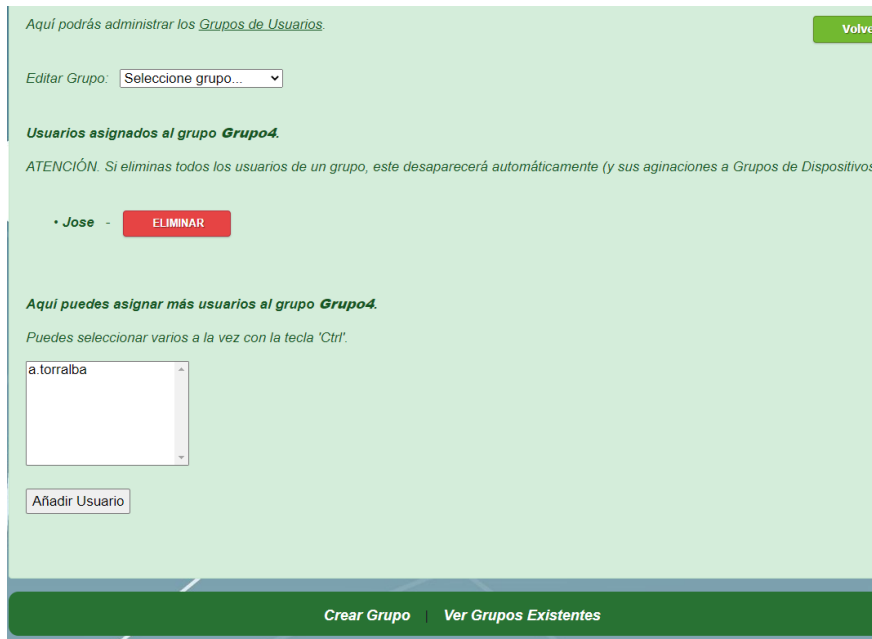 Aquí podrás administrar los Grupos de Usuarios.
Volve
Editar Grupo: Seleccione grupo...
Usuarios asignados al grupo Grupo4.
ATENCIÓN. Si eliminas todos los usuarios de un grupo, este desaparecerá automáticamente (y sus aginaciones a Grupos de Dispositivos
• Jose - ELIMINAR
Aquí puedes asignar más usuarios al grupo Grupo4.
Puedes seleccionar varios a la vez con la tecla 'Ctrl'.
a.torralba
Añadir Usuario
Crear Grupo | Ver Grupos Existentes